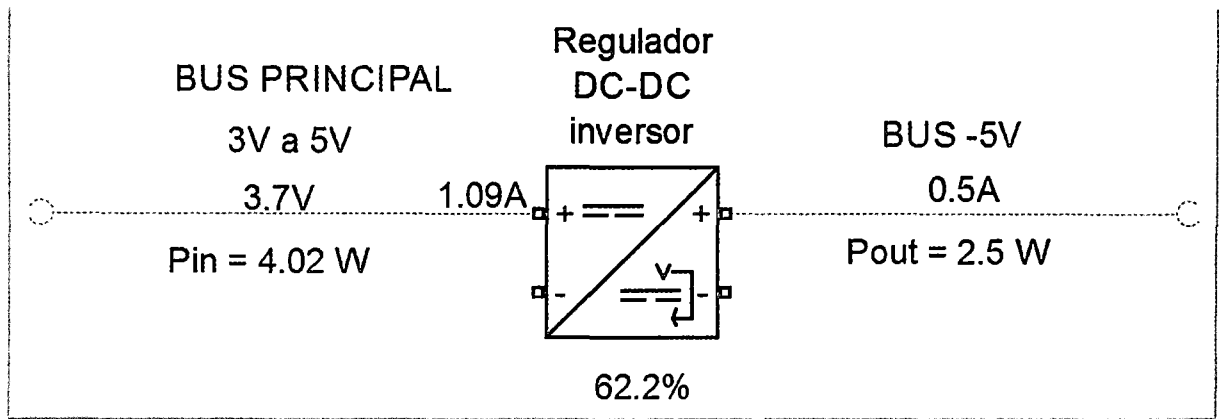 BUS PRINCIPAL
3V a 5V
3.7V
1.09A
Pin = 4.02 W
Regulador
DC-DC
inversor
+ +
- -
V
62.2%
BUS -5V
0.5A
Pout = 2.5 W